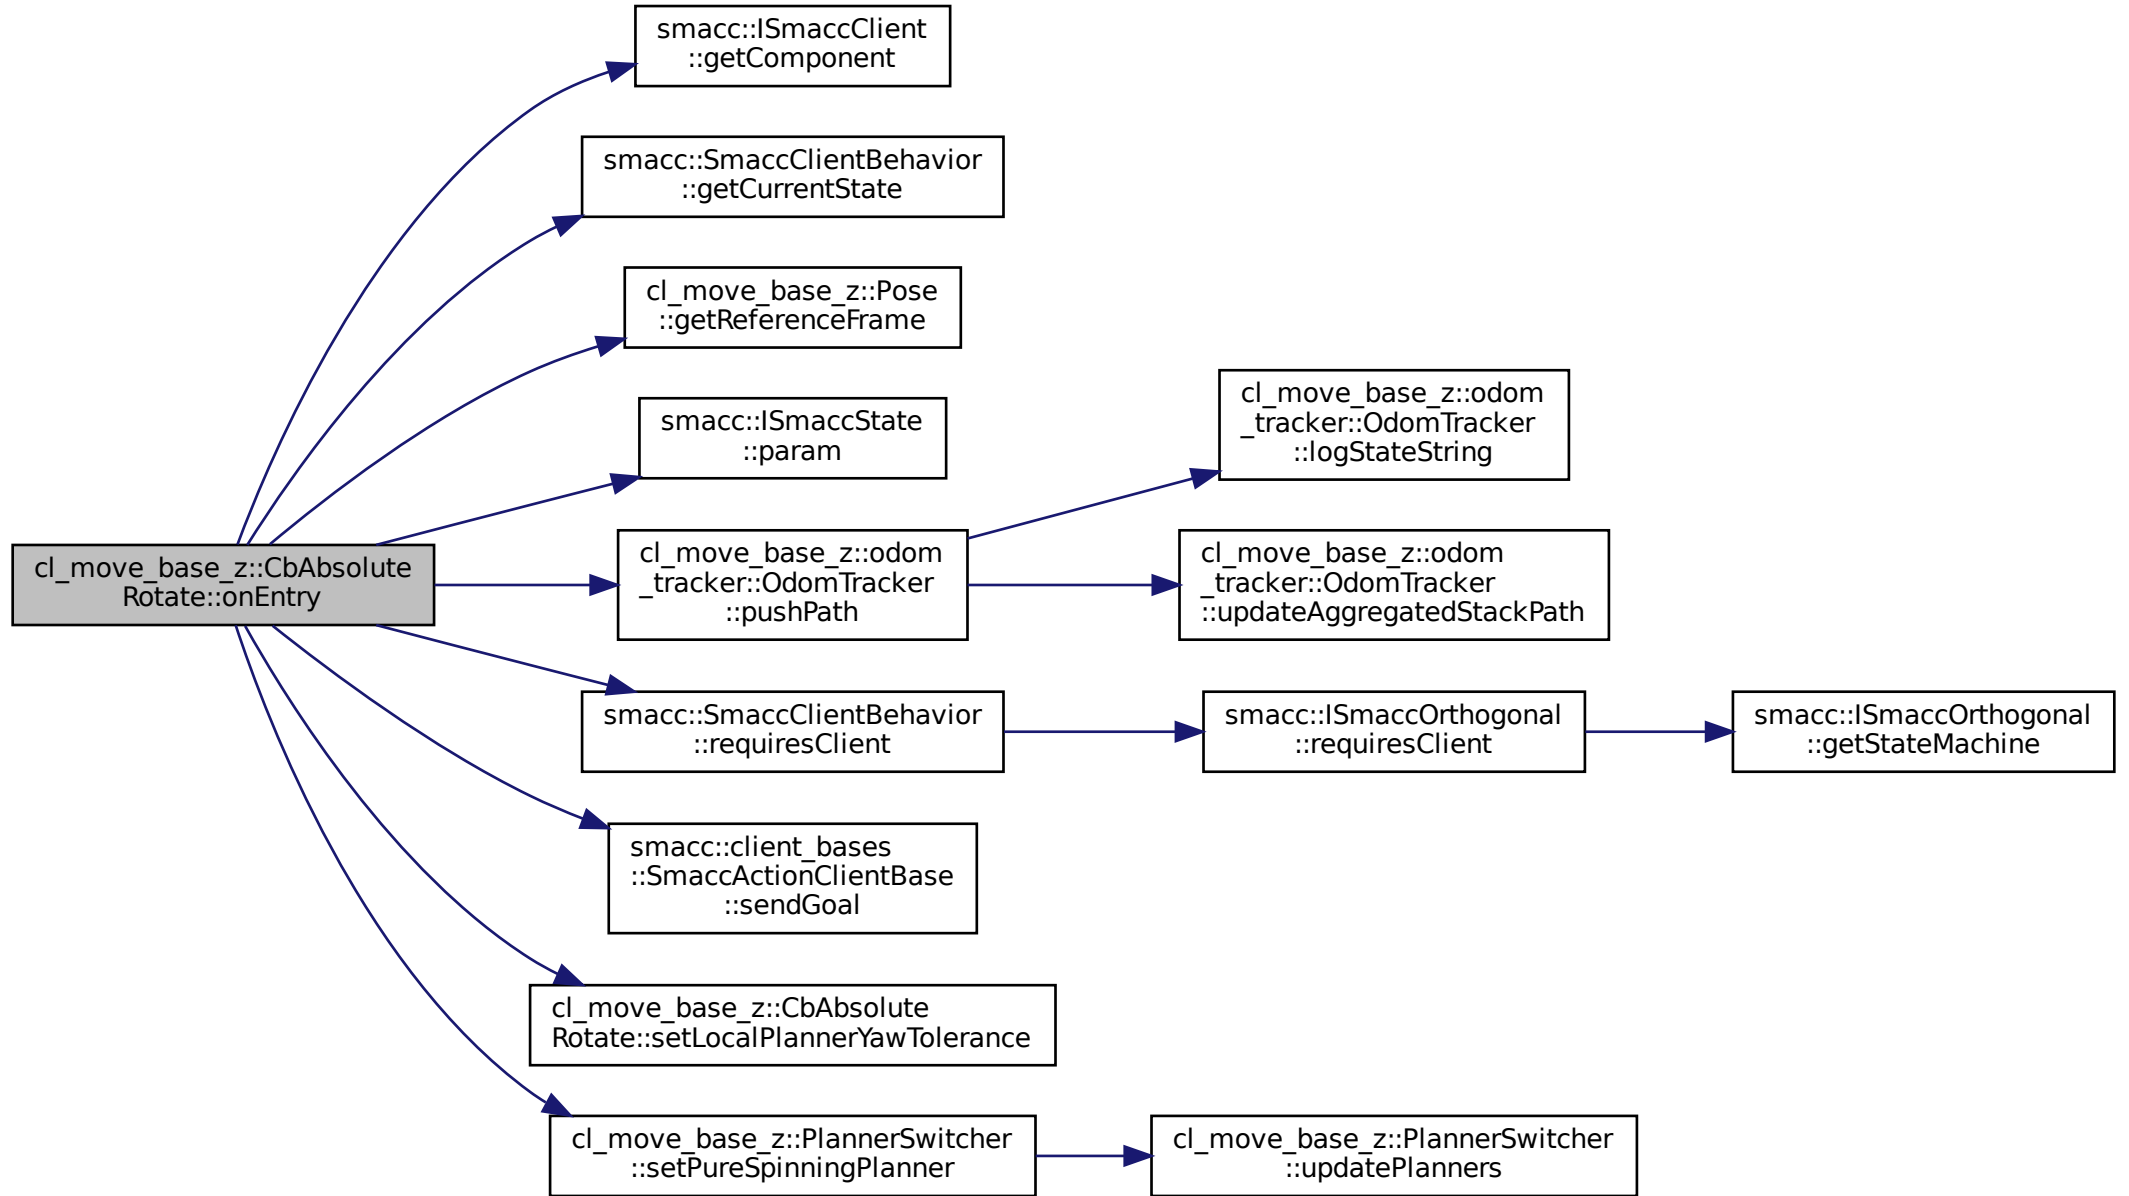 smacc::ISmaccClient
::getComponent
smacc::SmaccClientBehavior
::getCurrentState
cl_move_base_z::Pose
::getReferenceFrame
smacc::ISmaccState
::param
cl_move_base_z::odom
_tracker::OdomTracker
::logStateString
cl_move_base_z::CbAbsolute
Rotate::onEntry
cl_move_base_z::odom
_tracker::OdomTracker
::pushPath
cl_move_base_z::odom
_tracker::OdomTracker
::updateAggregatedStackPath
smacc::SmaccClientBehavior
::requiresClient
smacc::ISmaccOrthogonal
::requiresClient
smacc::ISmaccOrthogonal
::getStateMachine
smacc::client_bases
::SmaccActionClientBase
::sendGoal
cl_move_base_z::CbAbsolute
Rotate::setLocalPlannerYawTolerance
cl_move_base_z::PlannerSwitcher
::setPureSpinningPlanner
cl_move_base_z::PlannerSwitcher
::updatePlanners